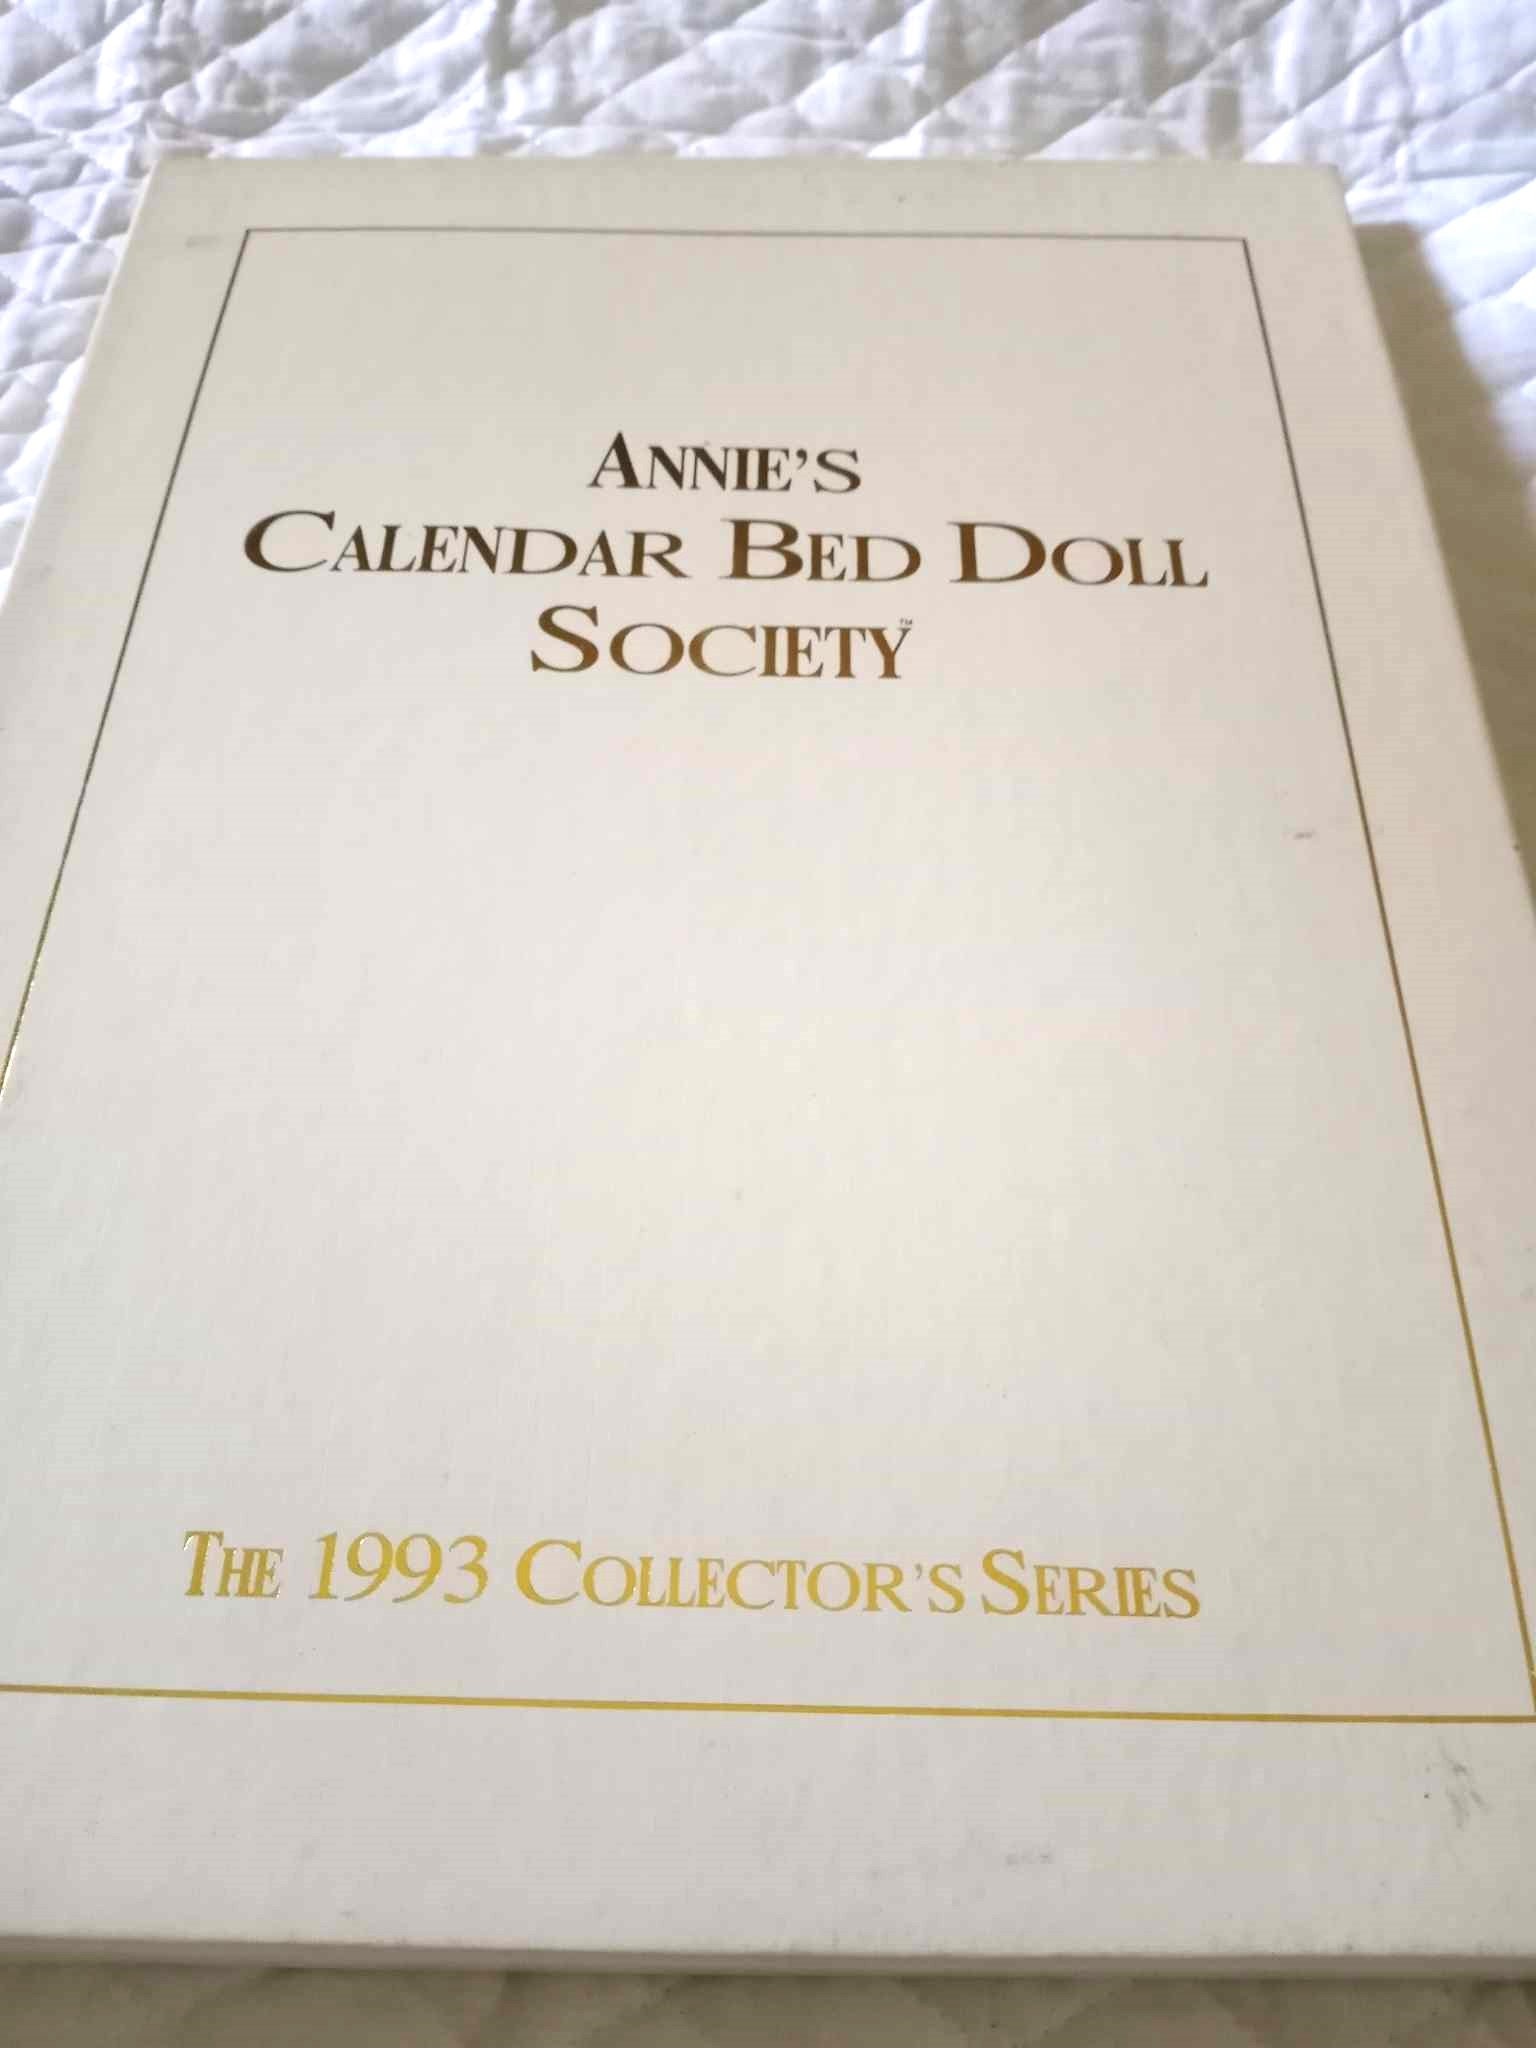 ANNIE'S
CALENDAR BED DOLL
SOCIETY™
THE 1993 COLLECTOR'S SERIES